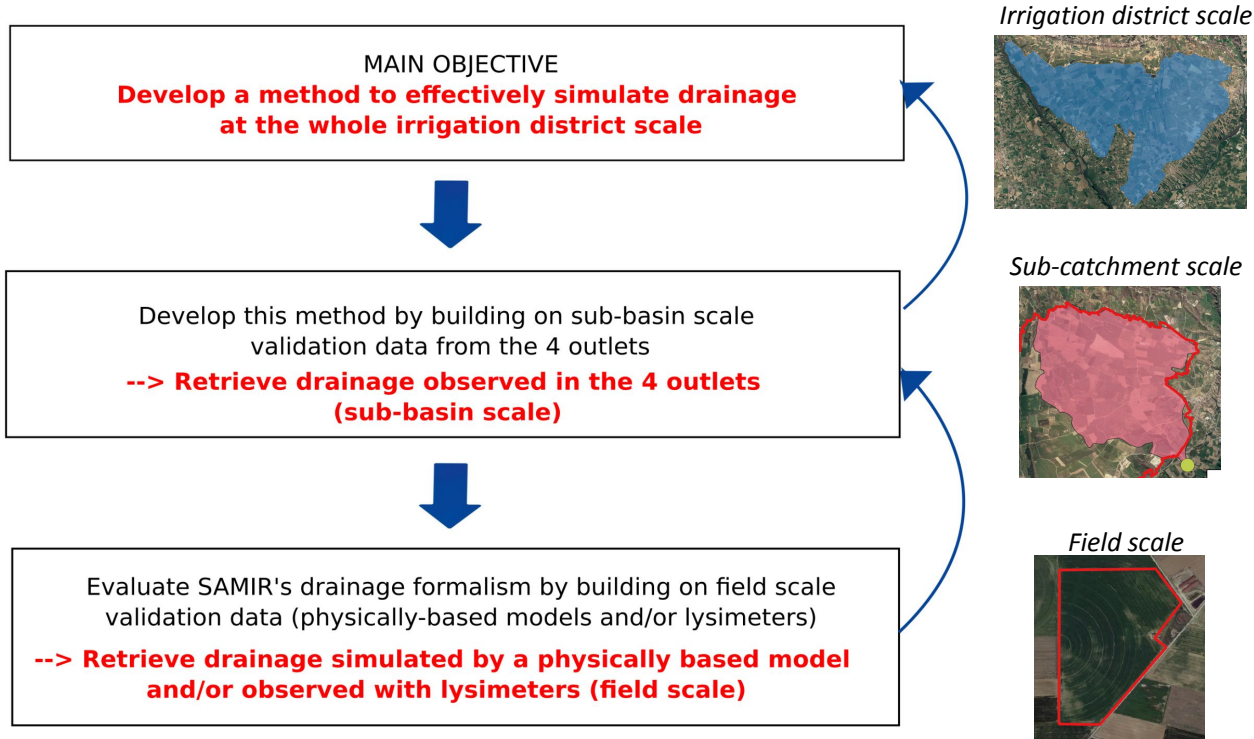 Irrigation district scale
MAIN OBJECTIVE
Develop a method to effectively simulate drainage
at the whole irrigation district scale
Sub-catchment scale
Develop this method by building on sub-basin scale
validation data from the 4 outlets
--> Retrieve drainage observed in the 4 outlets
(sub-basin scale)
Field scale
Evaluate SAMIR's drainage formalism by building on field scale
validation data (physically-based models and/or lysimeters)
--> Retrieve drainage simulated by a physically based model
and/or observed with lysimeters (field scale)